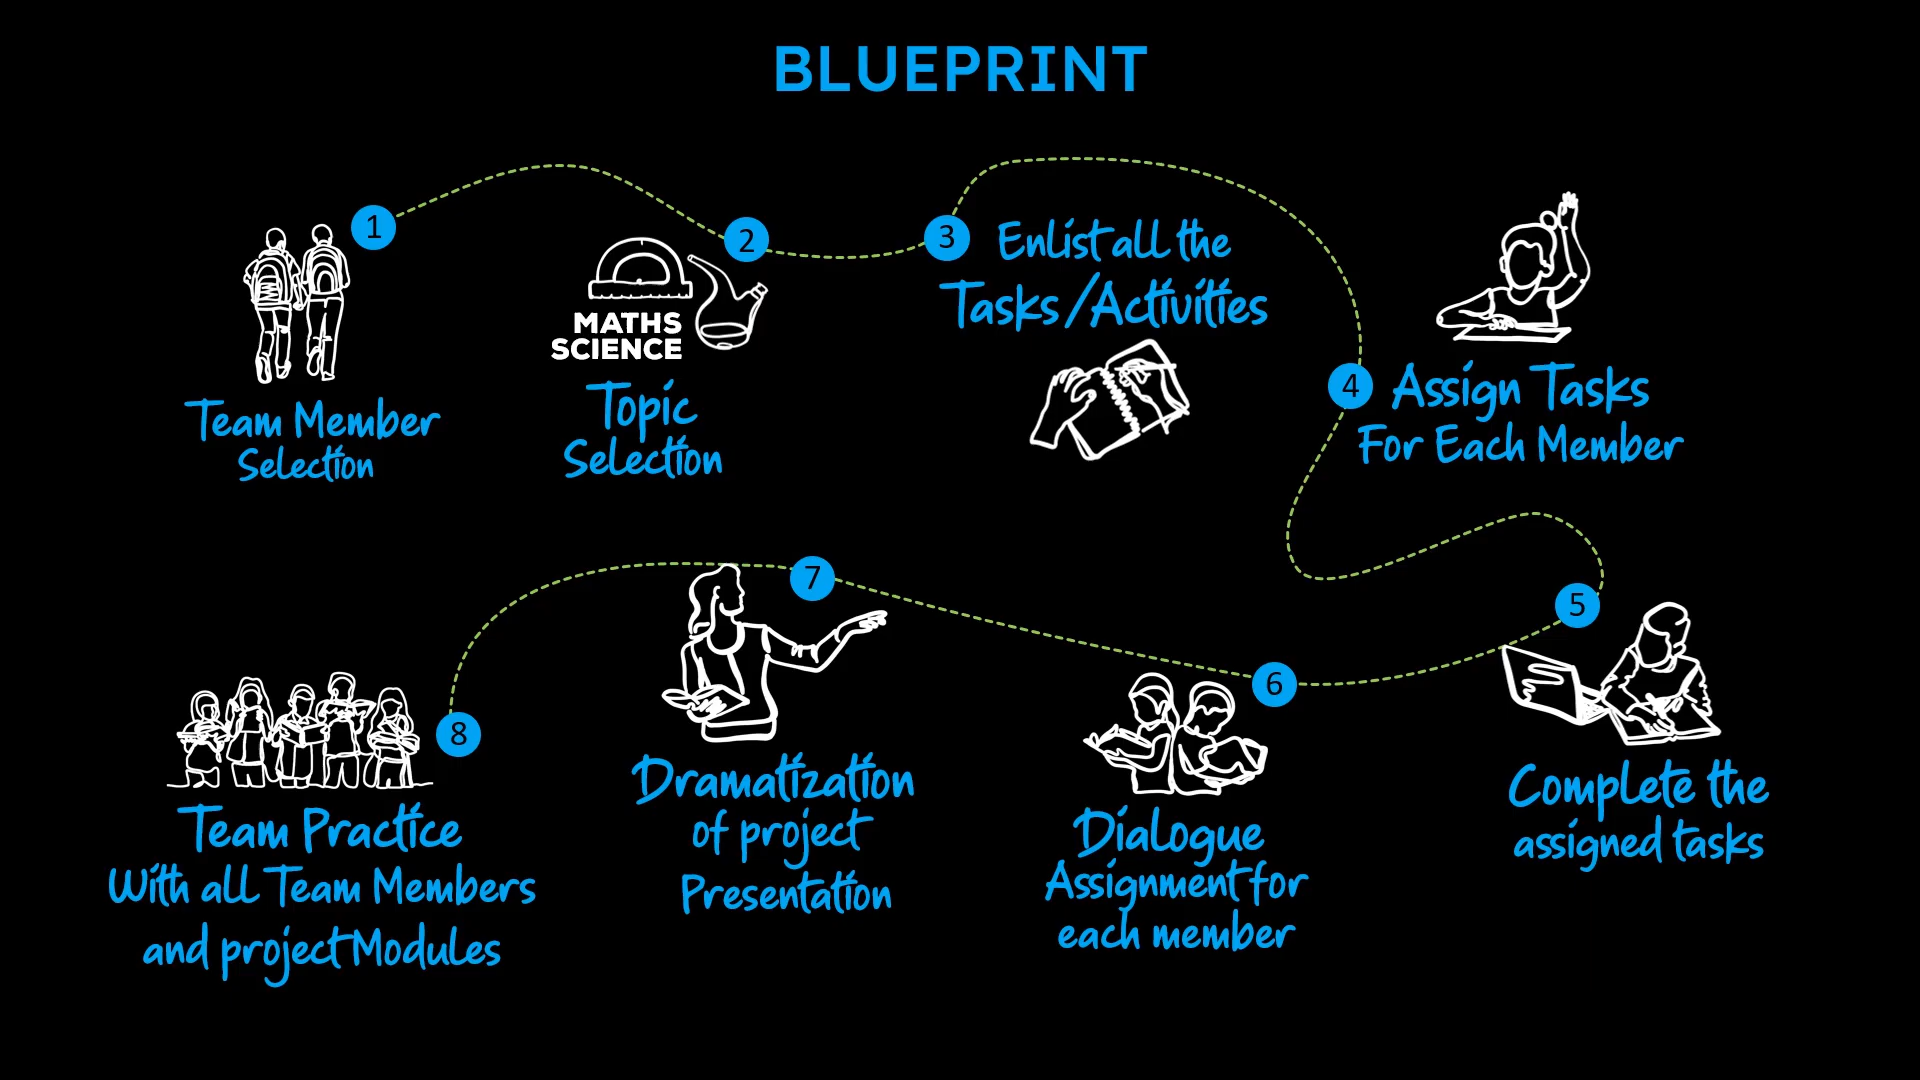 BLUEPRINT
1
Team Member
Selection
2
MATHS
SCIENCE
Topic
Selection
3
Enlist all the
Tasks/Activities
4
Assign Tasks
For Each Member
5
Complete the
assigned tasks
6
Dialogue
Assignment for
each member
7
Dramatization
of project
Presentation
8
Team Practice
With all Team Members
and project Modules